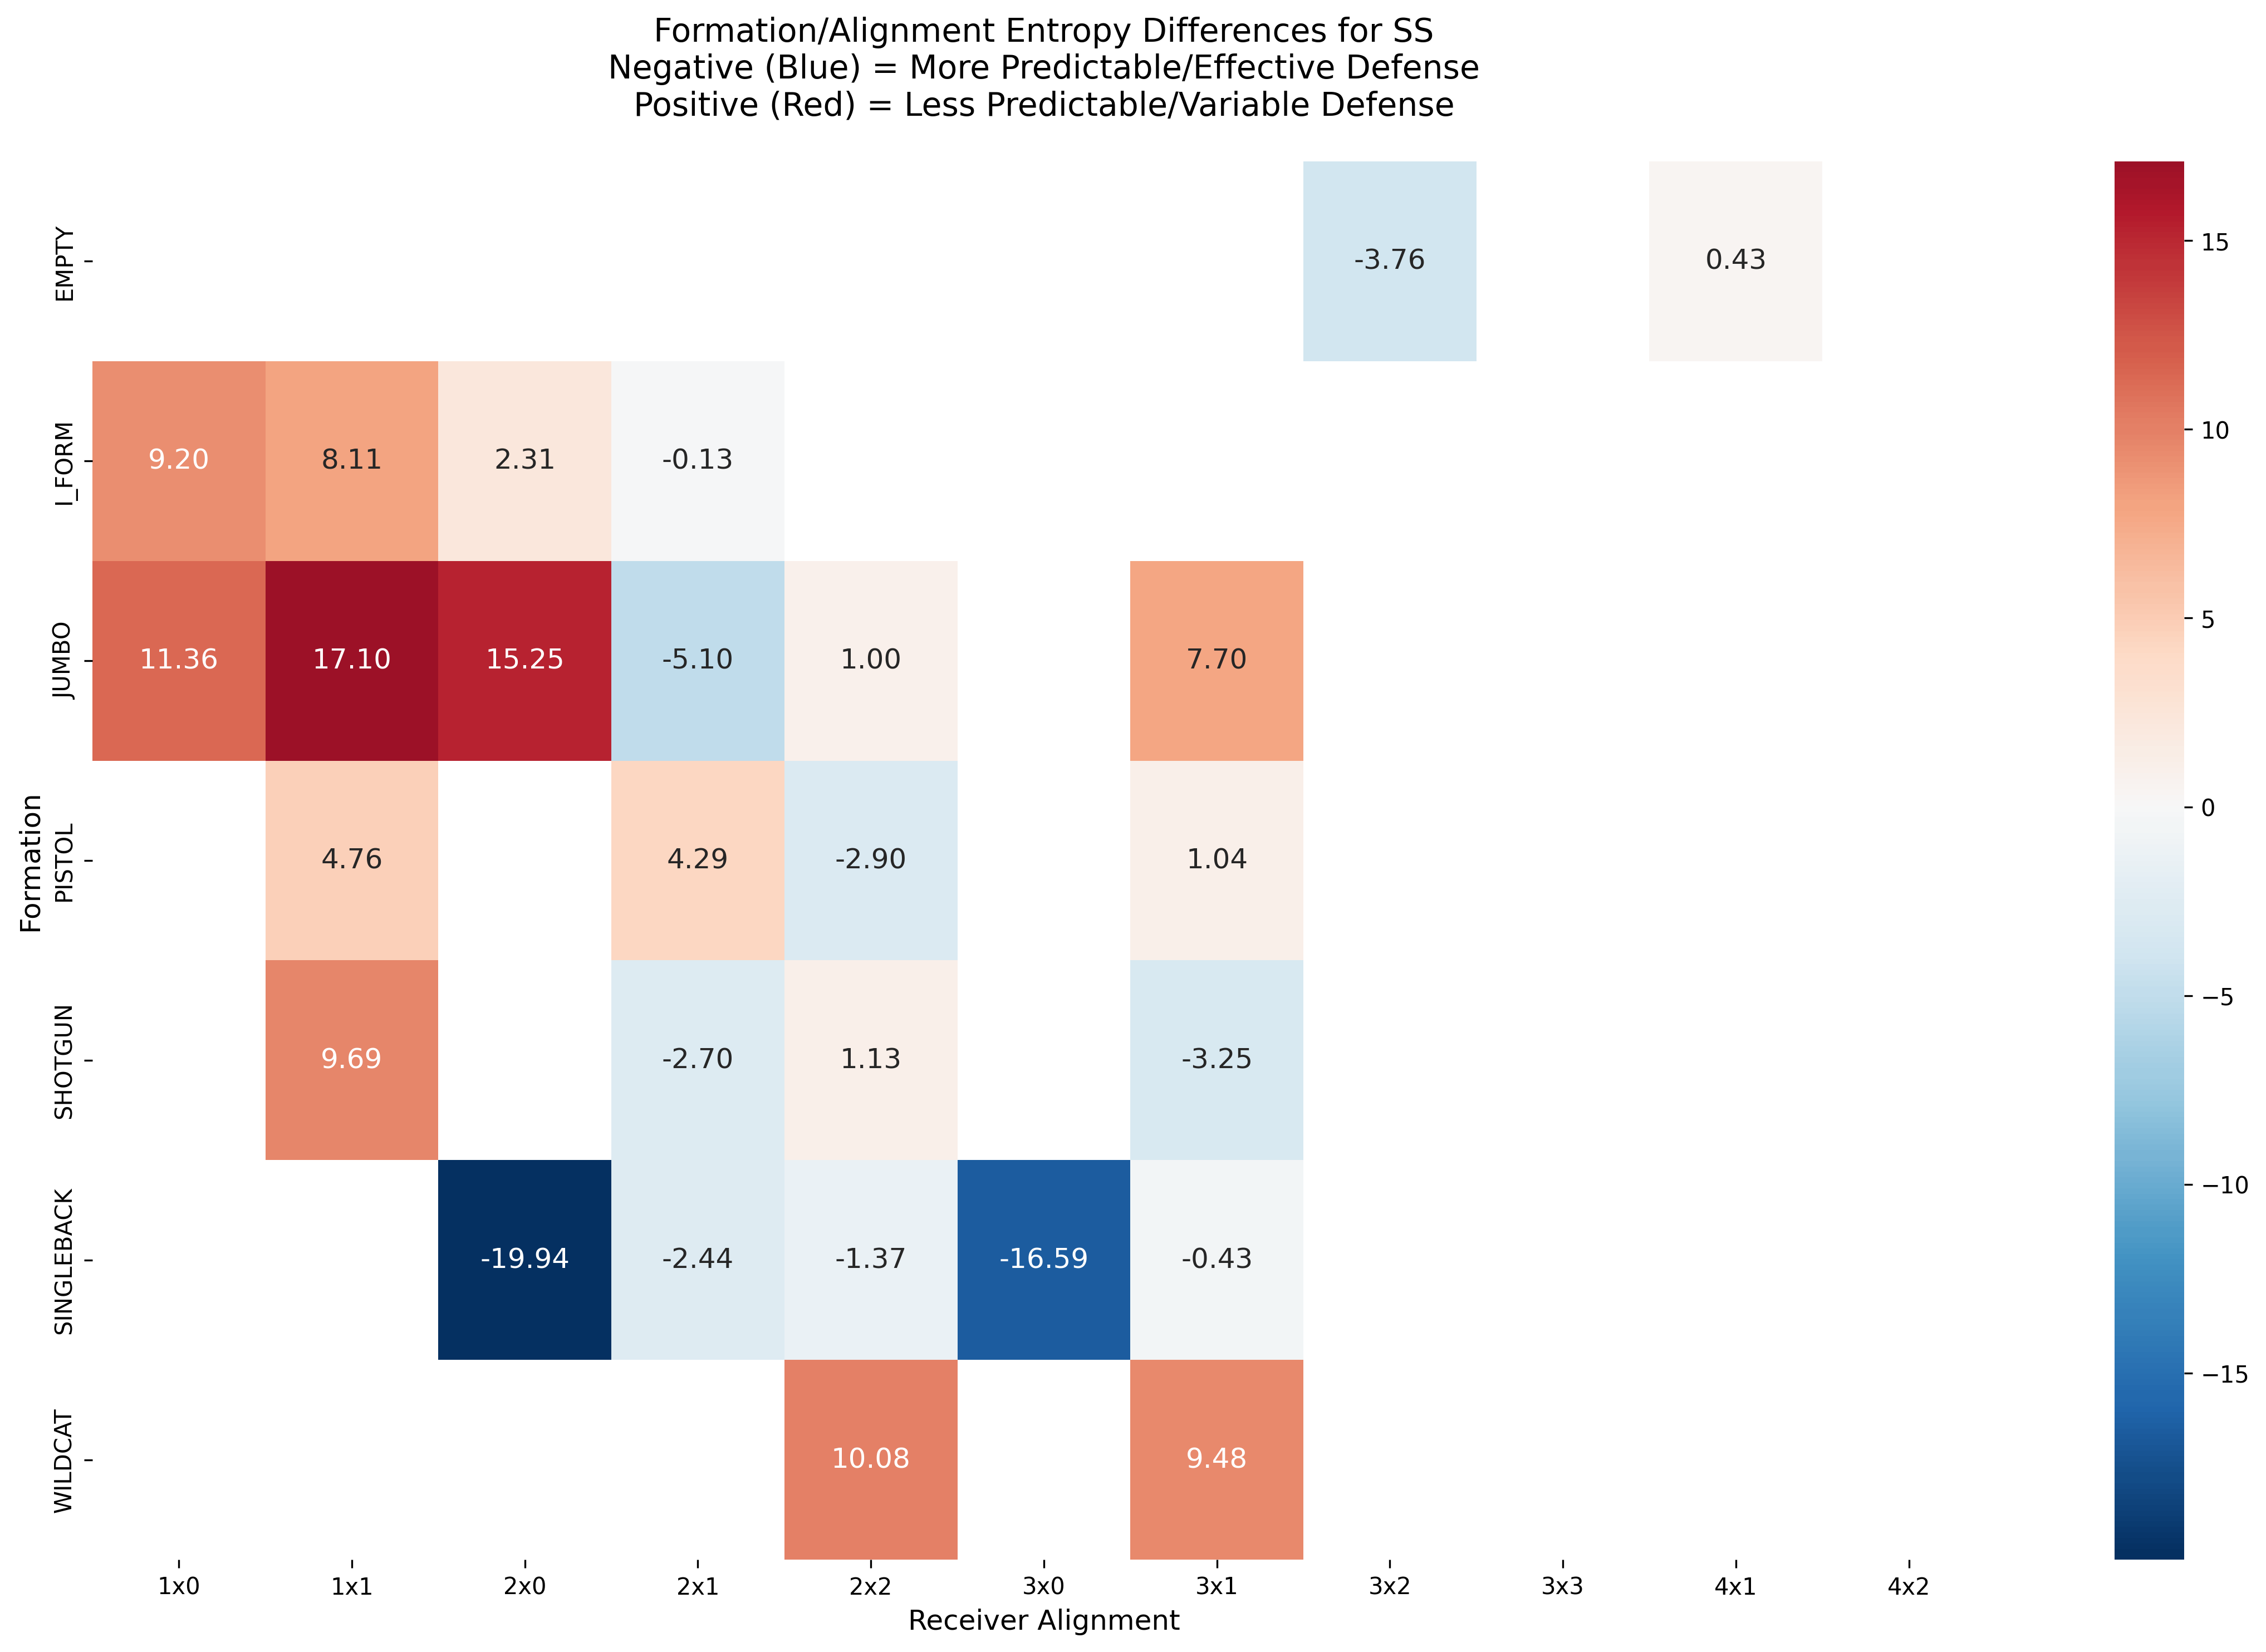 Formation/Alignment Entropy Differences for SS
Negative (Blue) = More Predictable/Effective Defense
Positive (Red) = Less Predictable/Variable Defense
Formation
EMPTY
-3.76
0.43
I_FORM
9.20
8.11
2.31
-0.13
JUMBO
11.36
17.10
15.25
-5.10
1.00
7.70
PISTOL
4.76
4.29
-2.90
1.04
SHOTGUN
9.69
-2.70
1.13
-3.25
SINGLEBACK
-19.94
-2.44
-1.37
-16.59
-0.43
WILDCAT
10.08
9.48
1x0
1x1
2x0
2x1
2x2
3x0
3x1
3x2
3x3
4x1
4x2
Receiver Alignment
15
10
5
0
−5
−10
−15